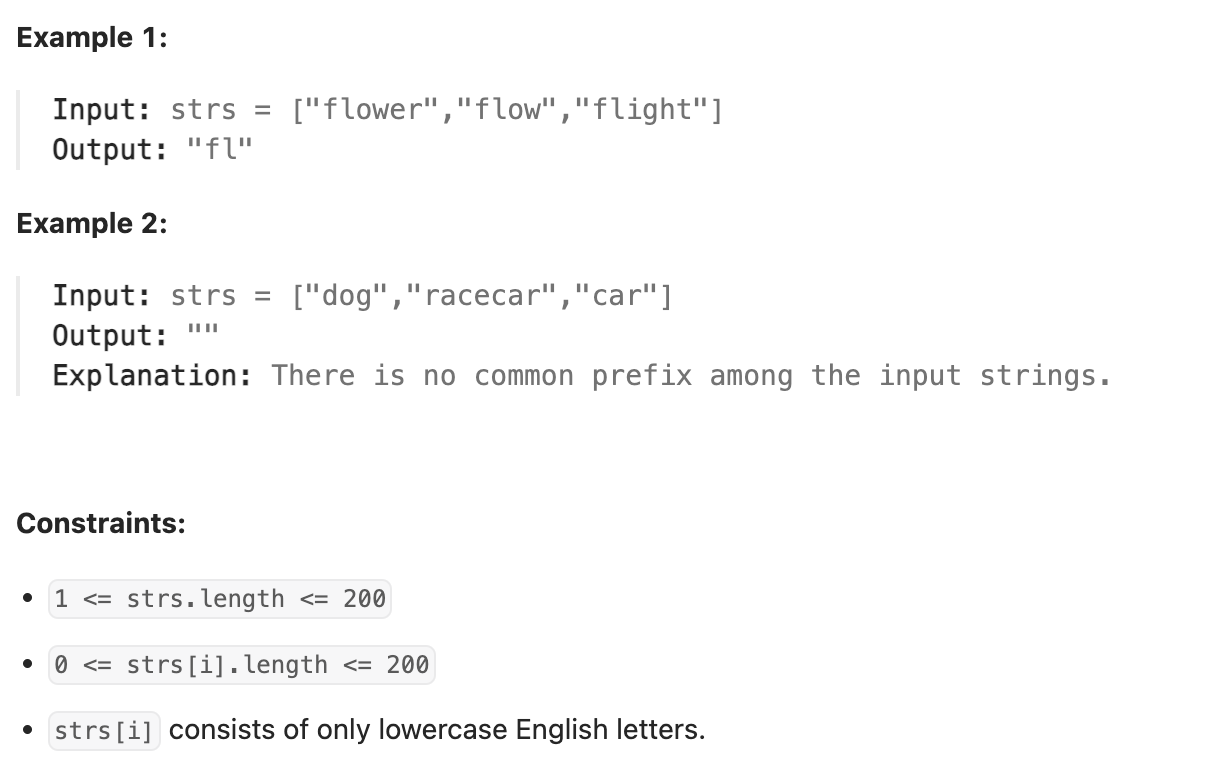 Example 1:
Input: strs = ["flower","flow","flight"]
Output: "fl"
Example 2:
Input: strs = ["dog","racecar","car"]
Output: ""
Explanation: There is no common prefix among the input strings.
Constraints:
• 1 <= strs.length <= 200
• 0 <= strs[i].length <= 200
• strs[i] consists of only lowercase English letters.